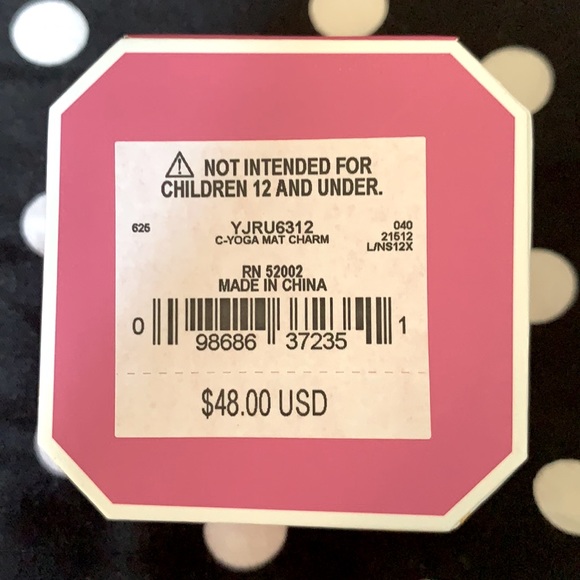 ⚠ NOT INTENDED FOR
CHILDREN 12 AND UNDER.
626 YJRU6312 040
C-YOGA MAT CHARM 21512
L/NS12X
RN 52002
MADE IN CHINA
0 98686 37235 1
$48.00 USD